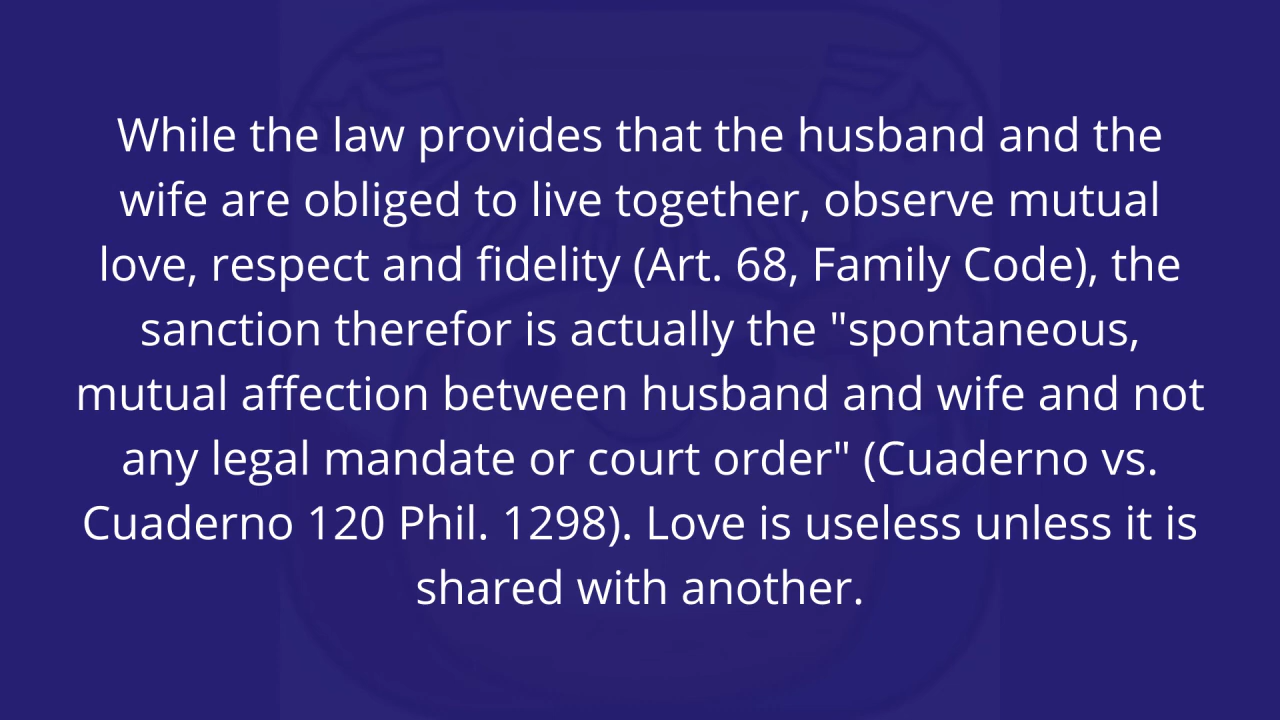 While the law provides that the husband and the
wife are obliged to live together, observe mutual
love, respect and fidelity (Art. 68, Family Code), the
sanction therefor is actually the "spontaneous,
mutual affection between husband and wife and not
any legal mandate or court order" (Cuaderno vs.
Cuaderno 120 Phil. 1298). Love is useless unless it is
shared with another.